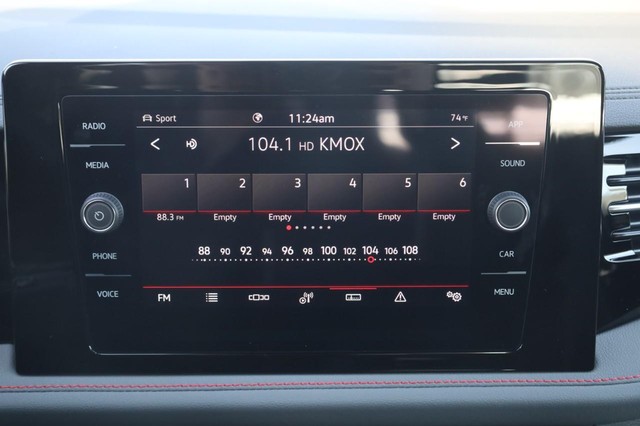 RADIO
MEDIA
PHONE
VOICE
Sport 11:24am 74°F
< HD 104.1 HD KMOX >
1 2 3 4 5 6
88.3 FM Empty Empty Empty Empty Empty
88 90 92 94 96 98 100 102 104 106 108
FM
APP
SOUND
CAR
MENU